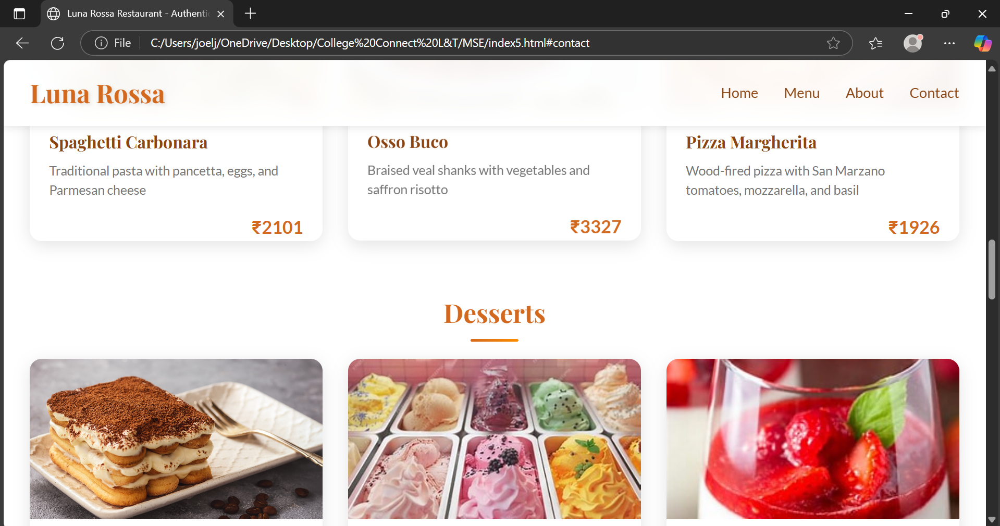 Luna Rossa Restaurant - Authentic
File
C:/Users/joelj/OneDrive/Desktop/College%20Connect%20L&T/MSE/index5.html#contact
Luna Rossa
Home Menu About Contact
Spaghetti Carbonara
Traditional pasta with pancetta, eggs, and
Parmesan cheese
₹2101
Osso Buco
Braised veal shanks with vegetables and
saffron risotto
₹3327
Pizza Margherita
Wood-fired pizza with San Marzano
tomatoes, mozzarella, and basil
₹1926
Desserts